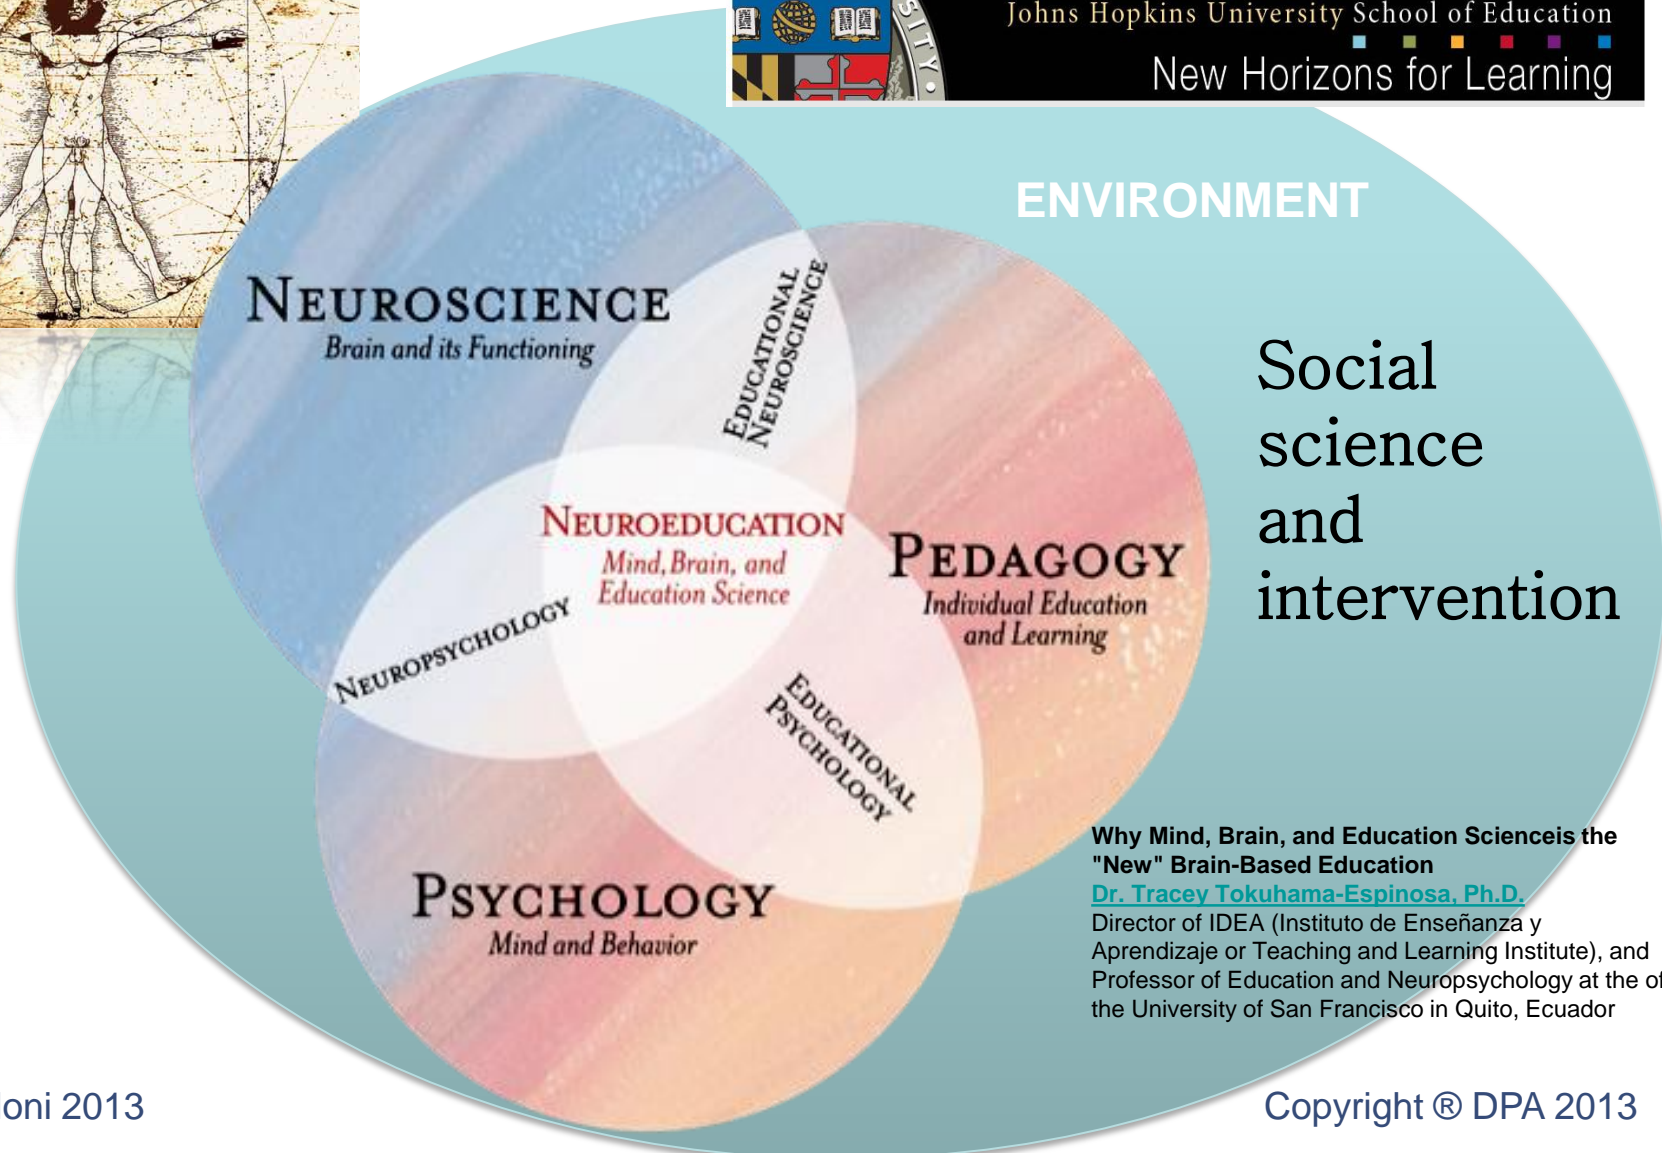 Johns Hopkins University School of Education
New Horizons for Learning
SITY
ENVIRONMENT
NEUROSCIENCE
Brain and its Functioning
EDUCATIONAL
NEUROSCIENCE
Social
science
and
intervention
NEUROEDUCATION
Mind, Brain, and
Education Science
PEDAGOGY
Individual Education
and Learning
NEUROPSYCHOLOGY
EDUCATIONAL
PSYCHOLOGY
PSYCHOLOGY
Mind and Behavior
Why Mind, Brain, and Education Scienceis the
"New" Brain-Based Education
Dr. Tracey Tokuhama-Espinosa, Ph.D.
Director of IDEA (Instituto de Enseñanza y
Aprendizaje or Teaching and Learning Institute), and
Professor of Education and Neuropsychology at the of
the University of San Francisco in Quito, Ecuador
oni 2013
Copyright ® DPA 2013